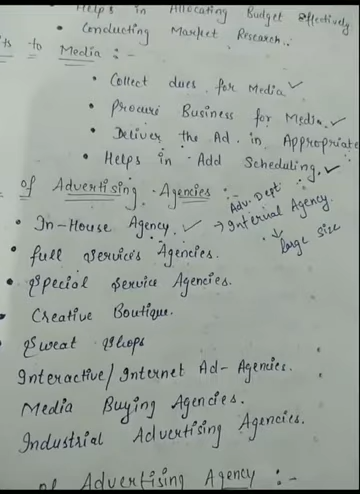 Helps in Allocating Budget Effectively
• Conducting Market Research.
to Media :-
• Collect dues for Media ✓
• Procure Business for Media. ✓
• Deliver the Ad. in Appropriate
• Helps in Add Scheduling. ✓
of Advertising Agencies :-
Adv. Dept
• In-House Agency. ✓ → Internal Agency.
↓
large size
• full Services Agencies.
• Special Service Agencies.
• Creative Boutique.
• Sweat Shops
Interactive/Internet Ad-Agencies.
Media Buying Agencies.
Industrial Advertising Agencies.
of Advertising Agency :-